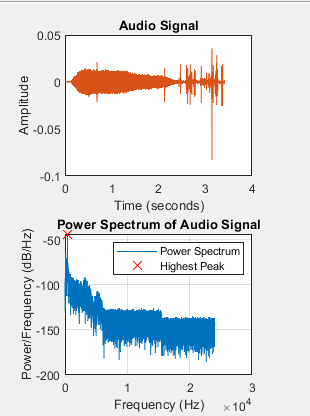 Audio Signal
0.05
0
-0.05
-0.1
Amplitude
0 1 2 3 4
Time (seconds)
Power Spectrum of Audio Signal
-50
-100
-150
-200
Power/Frequency (dB/Hz)
Power Spectrum
Highest Peak
0 1 2 3
Frequency (Hz) ×10⁴